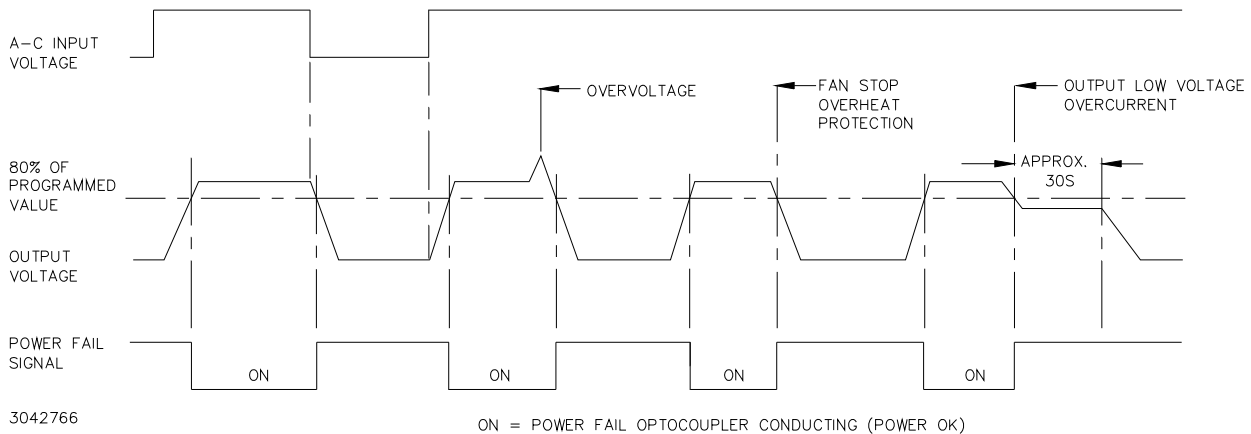 A-C INPUT
VOLTAGE
OVERVOLTAGE
FAN STOP
OVERHEAT
PROTECTION
OUTPUT LOW VOLTAGE
OVERCURRENT
80% OF
PROGRAMMED
VALUE
APPROX.
30S
OUTPUT
VOLTAGE
POWER FAIL
SIGNAL
ON
ON
ON
ON
3042766
ON = POWER FAIL OPTOCOUPLER CONDUCTING (POWER OK)